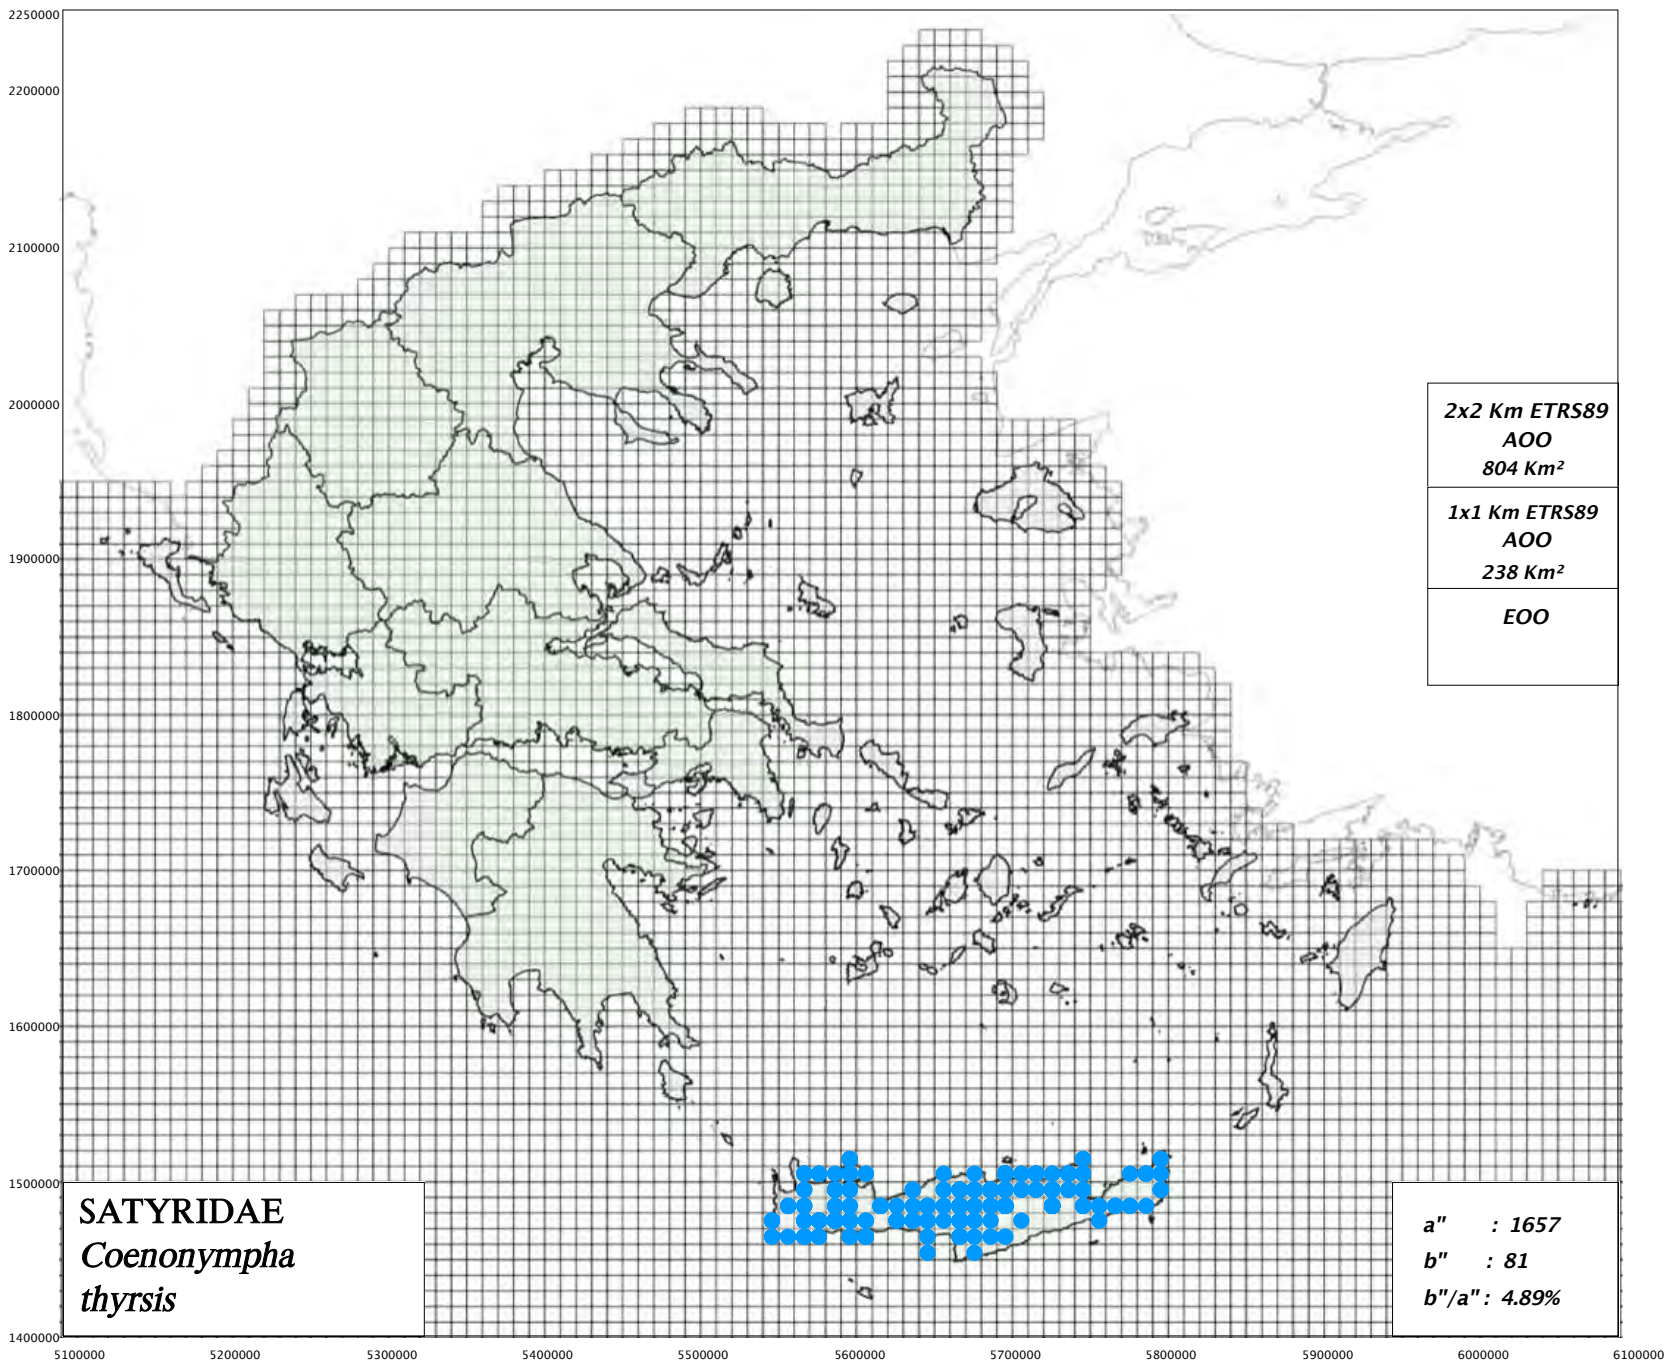 2250000
2200000
2100000
2000000
1900000
1800000
1700000
1600000
1500000
1400000
2x2 Km ETRS89
AOO
804 Km²
1x1 Km ETRS89
AOO
238 Km²
EOO
SATYRIDAE
Coenonympha
thyrsis
a" : 1657
b" : 81
b"/a" : 4.89%
5100000 5200000 5300000 5400000 5500000 5600000 5700000 5800000 5900000 6000000 6100000